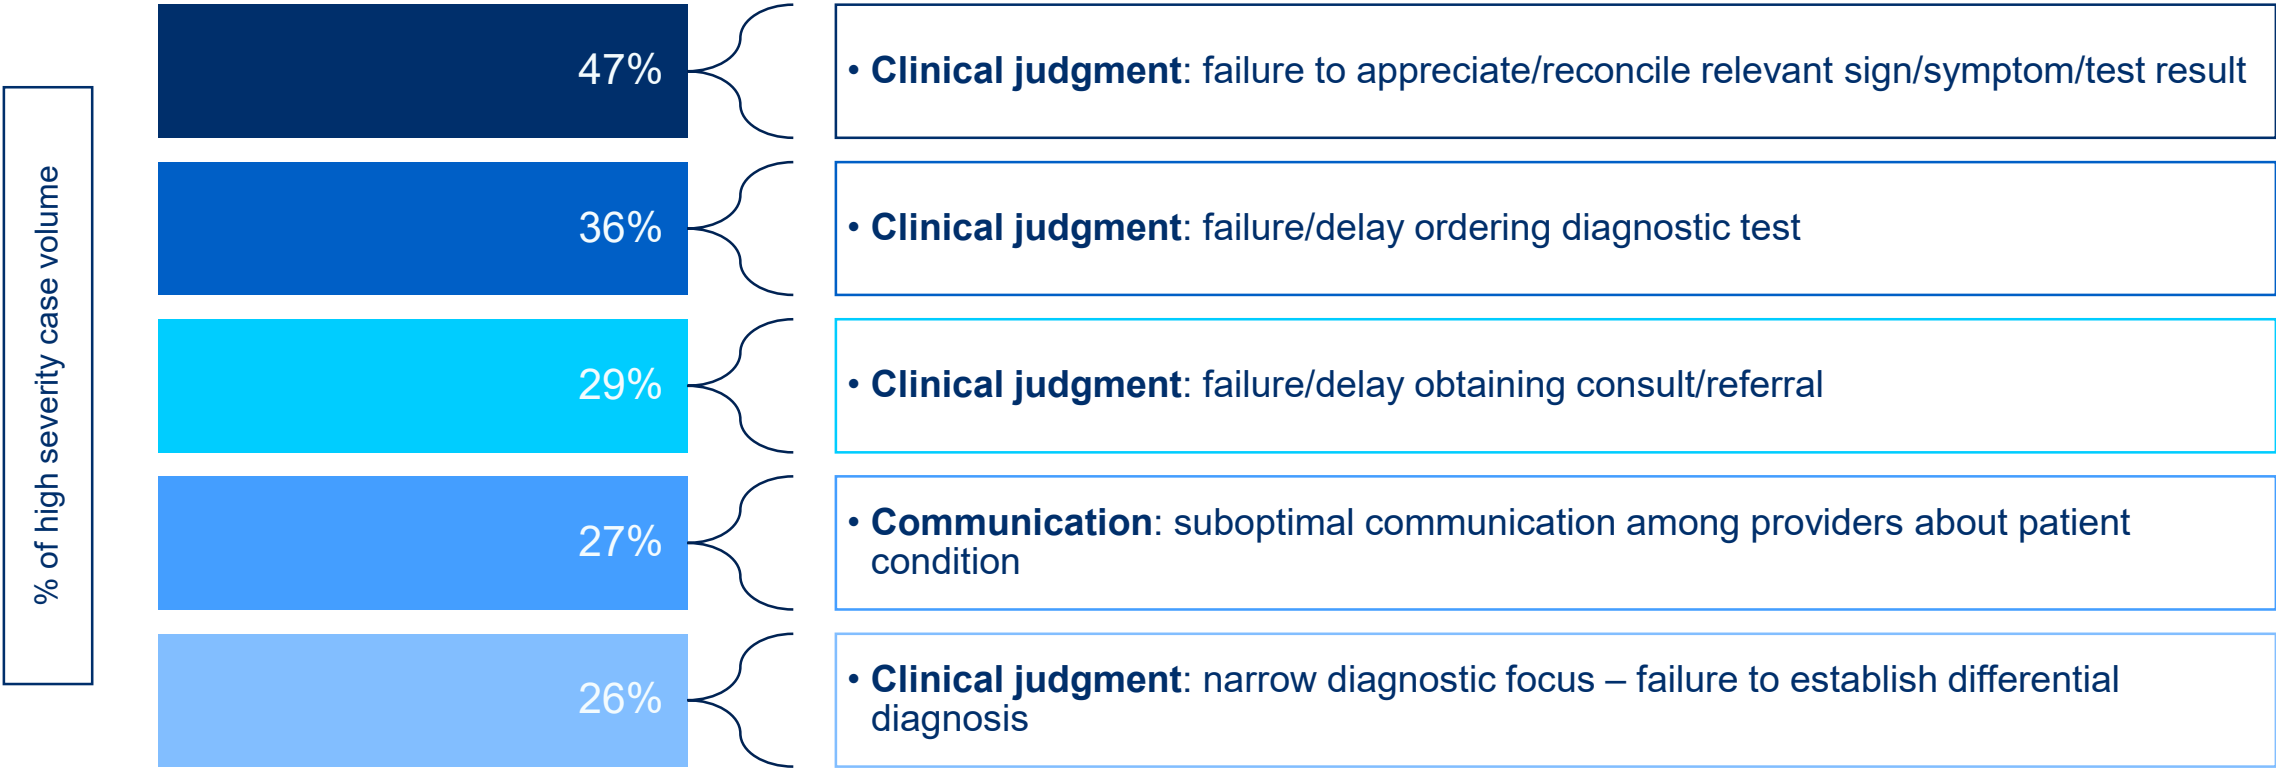 % of high severity case volume
47%
• Clinical judgment: failure to appreciate/reconcile relevant sign/symptom/test result
36%
• Clinical judgment: failure/delay ordering diagnostic test
29%
• Clinical judgment: failure/delay obtaining consult/referral
27%
• Communication: suboptimal communication among providers about patient
condition
26%
• Clinical judgment: narrow diagnostic focus – failure to establish differential
diagnosis